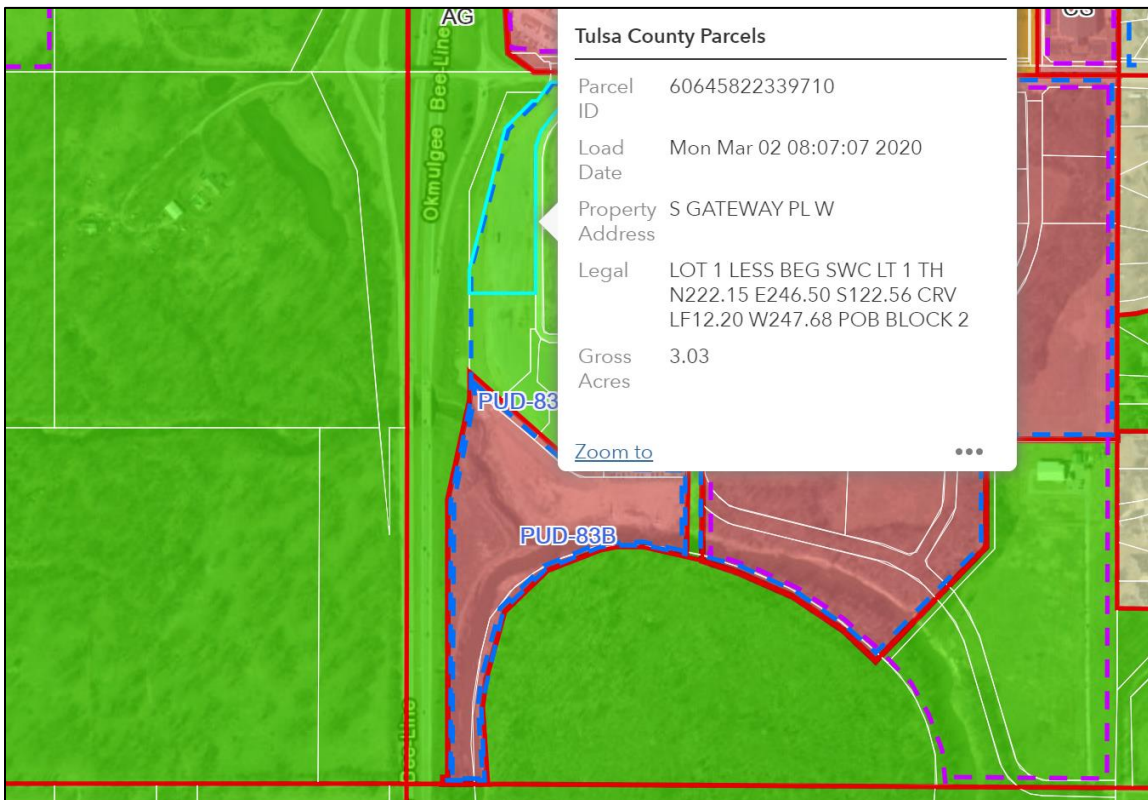 AG
CS
Okmulgee Bee-Line
Tulsa County Parcels
Parcel ID 60645822339710
Load Date Mon Mar 02 08:07:07 2020
Property Address S GATEWAY PL W
Legal LOT 1 LESS BEG SWC LT 1 TH
N222.15 E246.50 S122.56 CRV
LF12.20 W247.68 POB BLOCK 2
Gross Acres 3.03
Zoom to
PUD-83
PUD-83B
Bee-Line